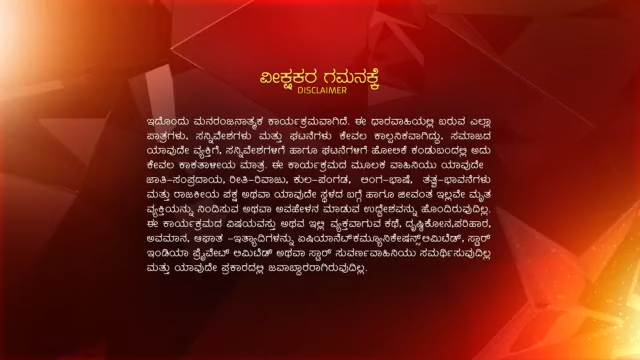 ವೀಕ್ಷಕರ ಗಮನಕ್ಕೆ
DISCLAIMER
ಇದೊಂದು ಮನರಂಜನಾತ್ಮಕ ಕಾರ್ಯಕ್ರಮವಾಗಿದೆ. ಈ ಧಾರವಾಹಿಯಲ್ಲಿ ಬರುವ ಎಲ್ಲಾ
ಪಾತ್ರಗಳು, ಸನ್ನಿವೇಶಗಳು ಮತ್ತು ಘಟನೆಗಳು ಕೇವಲ ಕಾಲ್ಪನಿಕವಾಗಿದ್ದು, ಸಮಾಜದ
ಯಾವುದೇ ವ್ಯಕ್ತಿಗೆ, ಸನ್ನಿವೇಶಗಳಿಗೆ ಹಾಗೂ ಘಟನೆಗಳಿಗೆ ಹೋಲಿಕೆ ಕಂಡುಬಂದಲ್ಲಿ ಅದು
ಕೇವಲ ಕಾಕತಾಳೀಯ ಮಾತ್ರ. ಈ ಕಾರ್ಯಕ್ರಮದ ಮೂಲಕ ವಾಹಿನಿಯು ಯಾವುದೇ
ಜಾತಿ-ಸಂಪ್ರದಾಯ, ರೀತಿ-ರಿವಾಜು, ಕುಲ-ಪಂಗಡ, ಲಿಂಗ-ಭಾಷೆ, ತತ್ವ-ಭಾವನೆಗಳು
ಮತ್ತು ರಾಜಕೀಯ ಪಕ್ಷ ಅಥವಾ ಯಾವುದೇ ಸ್ಥಳದ ಬಗ್ಗೆ ಹಾಗೂ ಜೀವಂತ ಇಲ್ಲವೇ ಮೃತ
ವ್ಯಕ್ತಿಯನ್ನು ನಿಂದಿಸುವ ಅಥವಾ ಅವಹೇಳನ ಮಾಡುವ ಉದ್ದೇಶವನ್ನು ಹೊಂದಿರುವುದಿಲ್ಲ.
ಈ ಕಾರ್ಯಕ್ರಮದ ವಿಷಯವಸ್ತು ಅಥವ ಇಲ್ಲಿ ವ್ಯಕ್ತವಾಗುವ ಕಥೆ, ದೃಷ್ಟಿಕೋನ,ಪರಿಹಾರ,
ಅವಮಾನ, ಆಘಾತ -ಇತ್ಯಾದಿಗಳನ್ನು ಏಷಿಯಾನೆಟ್‌ಕಮ್ಯೂನಿಕೇಷನ್ಸ್ ಲಿಮಿಟೆಡ್, ಸ್ಟಾರ್
ಇಂಡಿಯಾ ಪ್ರೈವೇಟ್ ಲಿಮಿಟೆಡ್ ಅಥವಾ ಸ್ಟಾರ್ ಸುವರ್ಣವಾಹಿನಿಯು ಸಮರ್ಥಿಸುವುದಿಲ್ಲ
ಮತ್ತು ಯಾವುದೇ ಪ್ರಕಾರದಲ್ಲಿ ಜವಾಬ್ದಾರರಾಗಿರುವುದಿಲ್ಲ.